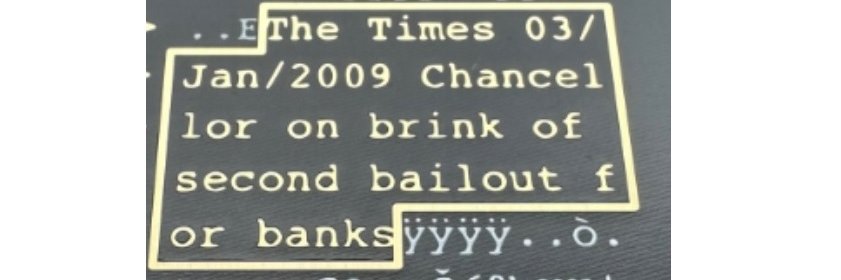 ..EThe Times 03/
Jan/2009 Chancel
lor on brink of
second bailout f
or banksÿÿÿÿ..ò.